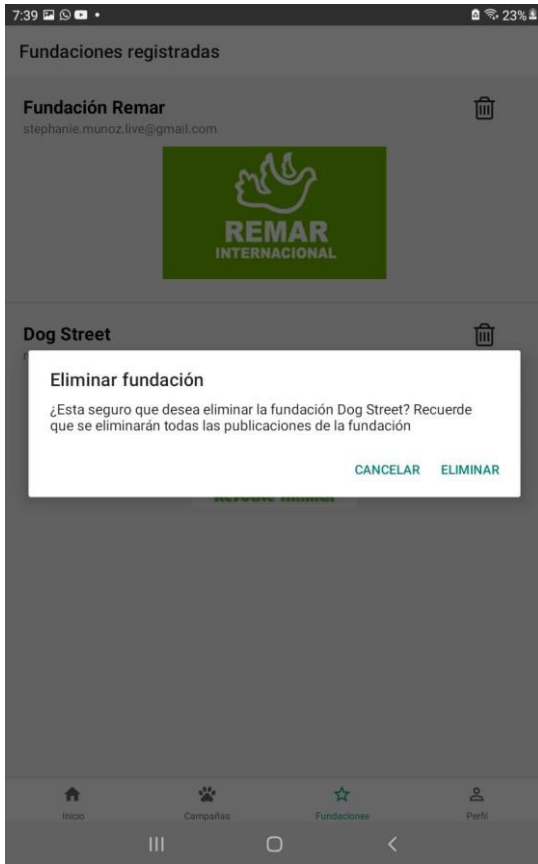 7:39
23%
Fundaciones registradas
Fundación Remar
stephanie.munoz.live@gmail.com
REMAR
INTERNACIONAL
Dog Street
Eliminar fundación
¿Esta seguro que desea eliminar la fundación Dog Street? Recuerde
que se eliminarán todas las publicaciones de la fundación
CANCELAR ELIMINAR
Inicio Campañas Fundaciones Perfil